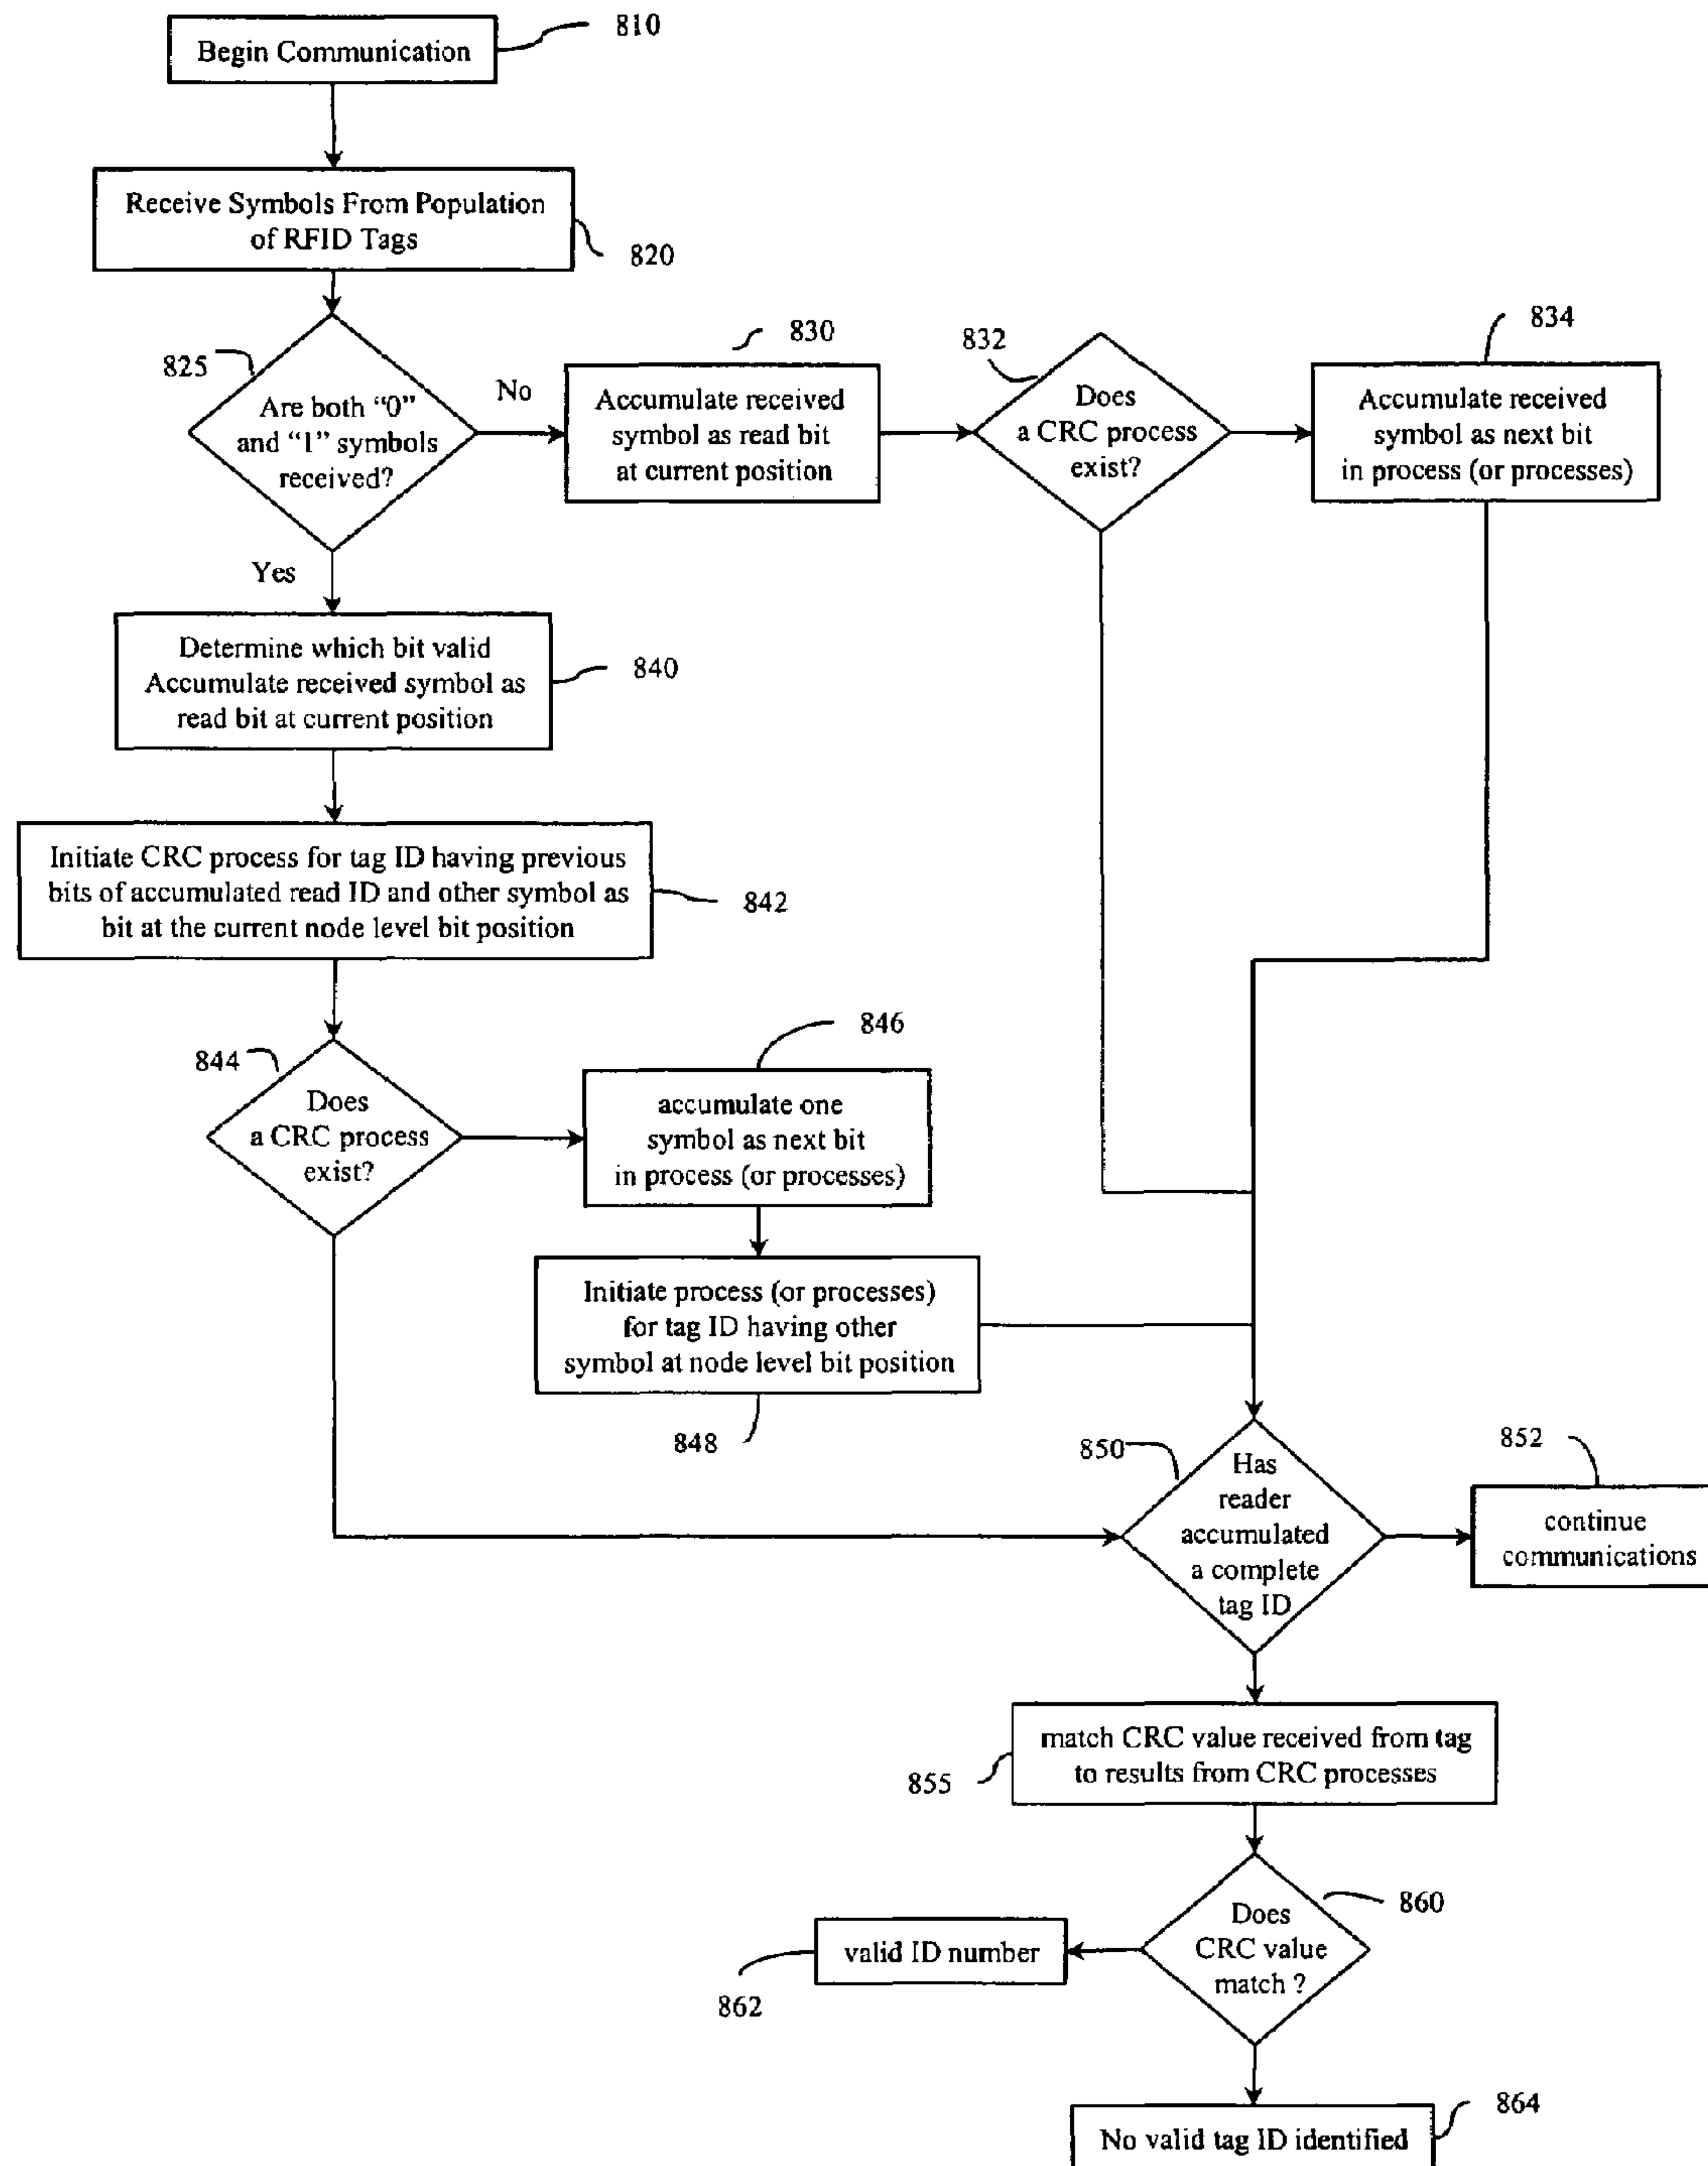 Begin Communication
810
Receive Symbols From Population
of RFID Tags
820
825
Are both “0”
and “1” symbols
received?
No
Yes
830
Accumulate received
symbol as read bit
at current position
832
Does
a CRC process
exist?
834
Accumulate received
symbol as next bit
in process (or processes)
Determine which bit valid
Accumulate received symbol as
read bit at current position
840
Initiate CRC process for tag ID having previous
bits of accumulated read ID and other symbol as
bit at the current node level bit position
842
844
Does
a CRC process
exist?
846
accumulate one
symbol as next bit
in process (or processes)
Initiate process (or processes)
for tag ID having other
symbol at node level bit position
848
850
Has
reader
accumulated
a complete
tag ID
852
continue
communications
match CRC value received from tag
to results from CRC processes
855
860
Does
CRC value
match ?
valid ID number
862
864
No valid tag ID identified